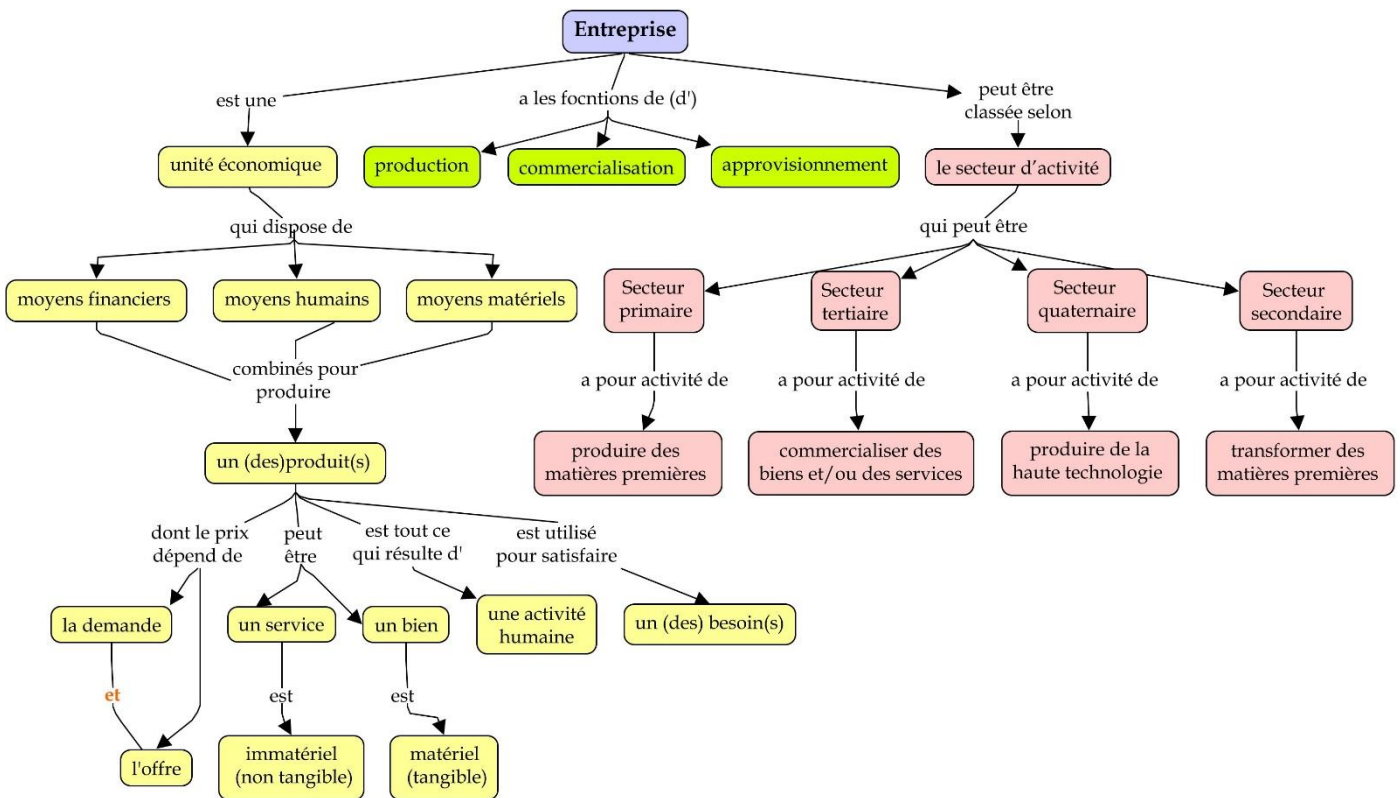 Entreprise
est une
a les focntions de (d')
peut être
classée selon
unité économique
production
commercialisation
approvisionnement
le secteur d'activité
qui dispose de
qui peut être
moyens financiers
moyens humains
moyens matériels
Secteur
primaire
Secteur
tertiaire
Secteur
quaternaire
Secteur
secondaire
combinés pour
produire
a pour activité de
a pour activité de
a pour activité de
a pour activité de
un (des)produit(s)
produire des
matières premières
commercialiser des
biens et/ou des services
produire de la
haute technologie
transformer des
matières premières
dont le prix
dépend de
peut
être
est tout ce
qui résulte d'
est utilisé
pour satisfaire
la demande
un service
un bien
une activité
humaine
un (des) besoin(s)
et
est
est
l'offre
immatériel
(non tangible)
matériel
(tangible)